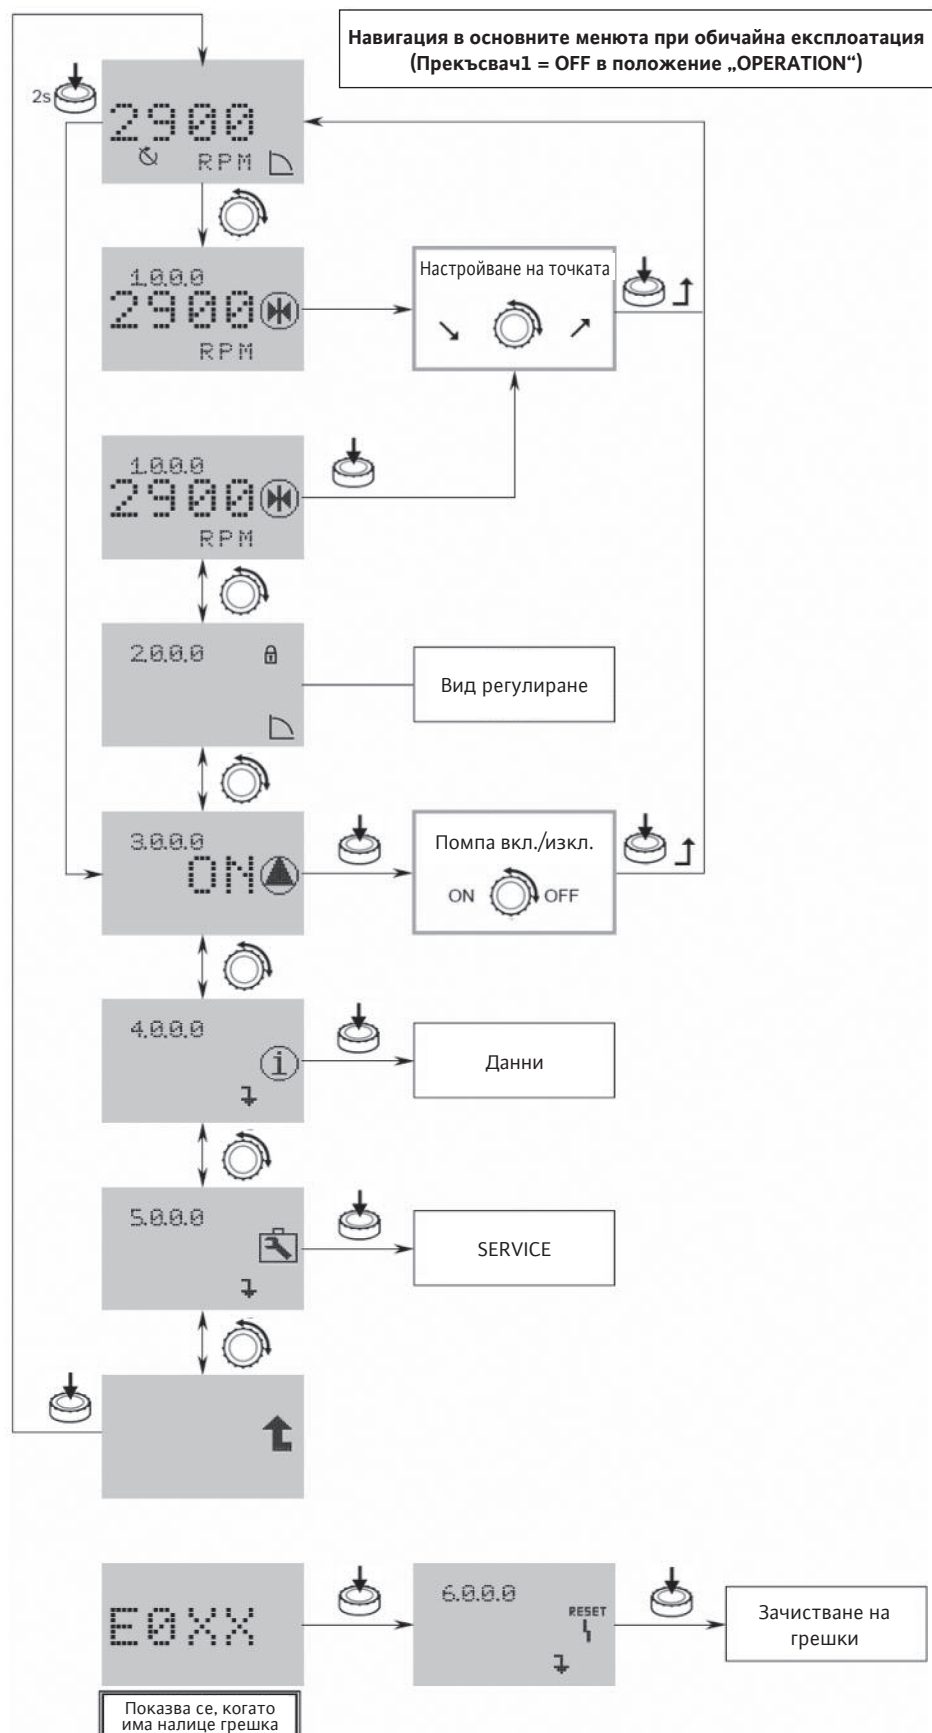 Навигация в основните менюта при обичайна експлоатация
(Прекъсвач1 = OFF в положение „OPERATION“)
2s
2900
RPM
1.0.0.0
2900
RPM
Настройване на точката
1.0.0.0
2900
RPM
2.0.0.0
Вид регулиране
3.0.0.0
ON
Помпа вкл./изкл.
ON OFF
4.0.0.0
i
Данни
5.0.0.0
SERVICE
E0XX
6.0.0.0
RESET
Зачистване на
грешки
Показва се, когато
има налице грешка